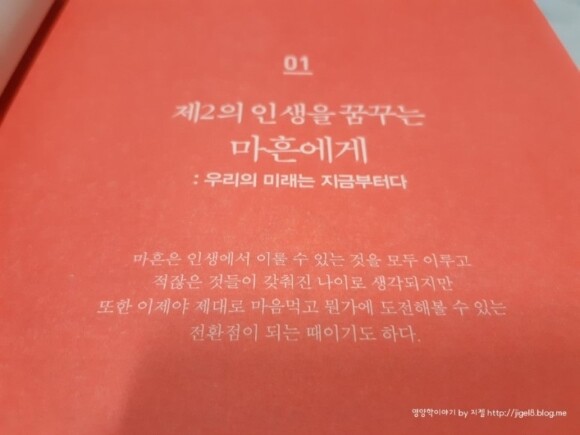 01
제2의 인생을 꿈꾸는
마흔에게
: 우리의 미래는 지금부터다
마흔은 인생에서 이룰 수 있는 것을 모두 이루고
적잖은 것들이 갖춰진 나이로 생각되지만
또한 이제야 제대로 마음먹고 뭔가에 도전해볼 수 있는
전환점이 되는 때이기도 하다.
영양학이야기 by 지젤 http://jigel8.blog.me